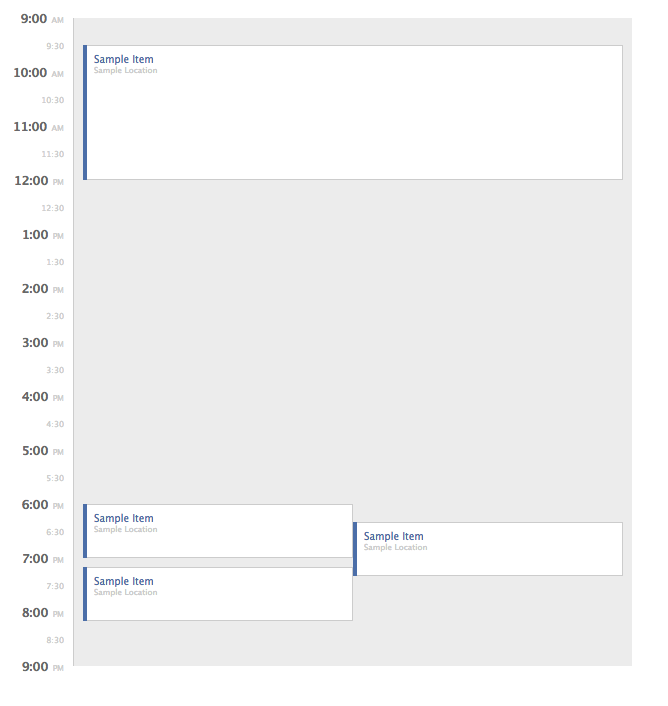 9:00 AM
9:30
Sample Item
Sample Location
10:00 AM
10:30
11:00 AM
11:30
12:00 PM
12:30
1:00 PM
1:30
2:00 PM
2:30
3:00 PM
3:30
4:00 PM
4:30
5:00 PM
5:30
6:00 PM
Sample Item
Sample Location
6:30
Sample Item
Sample Location
7:00 PM
7:30
Sample Item
Sample Location
8:00 PM
8:30
9:00 PM